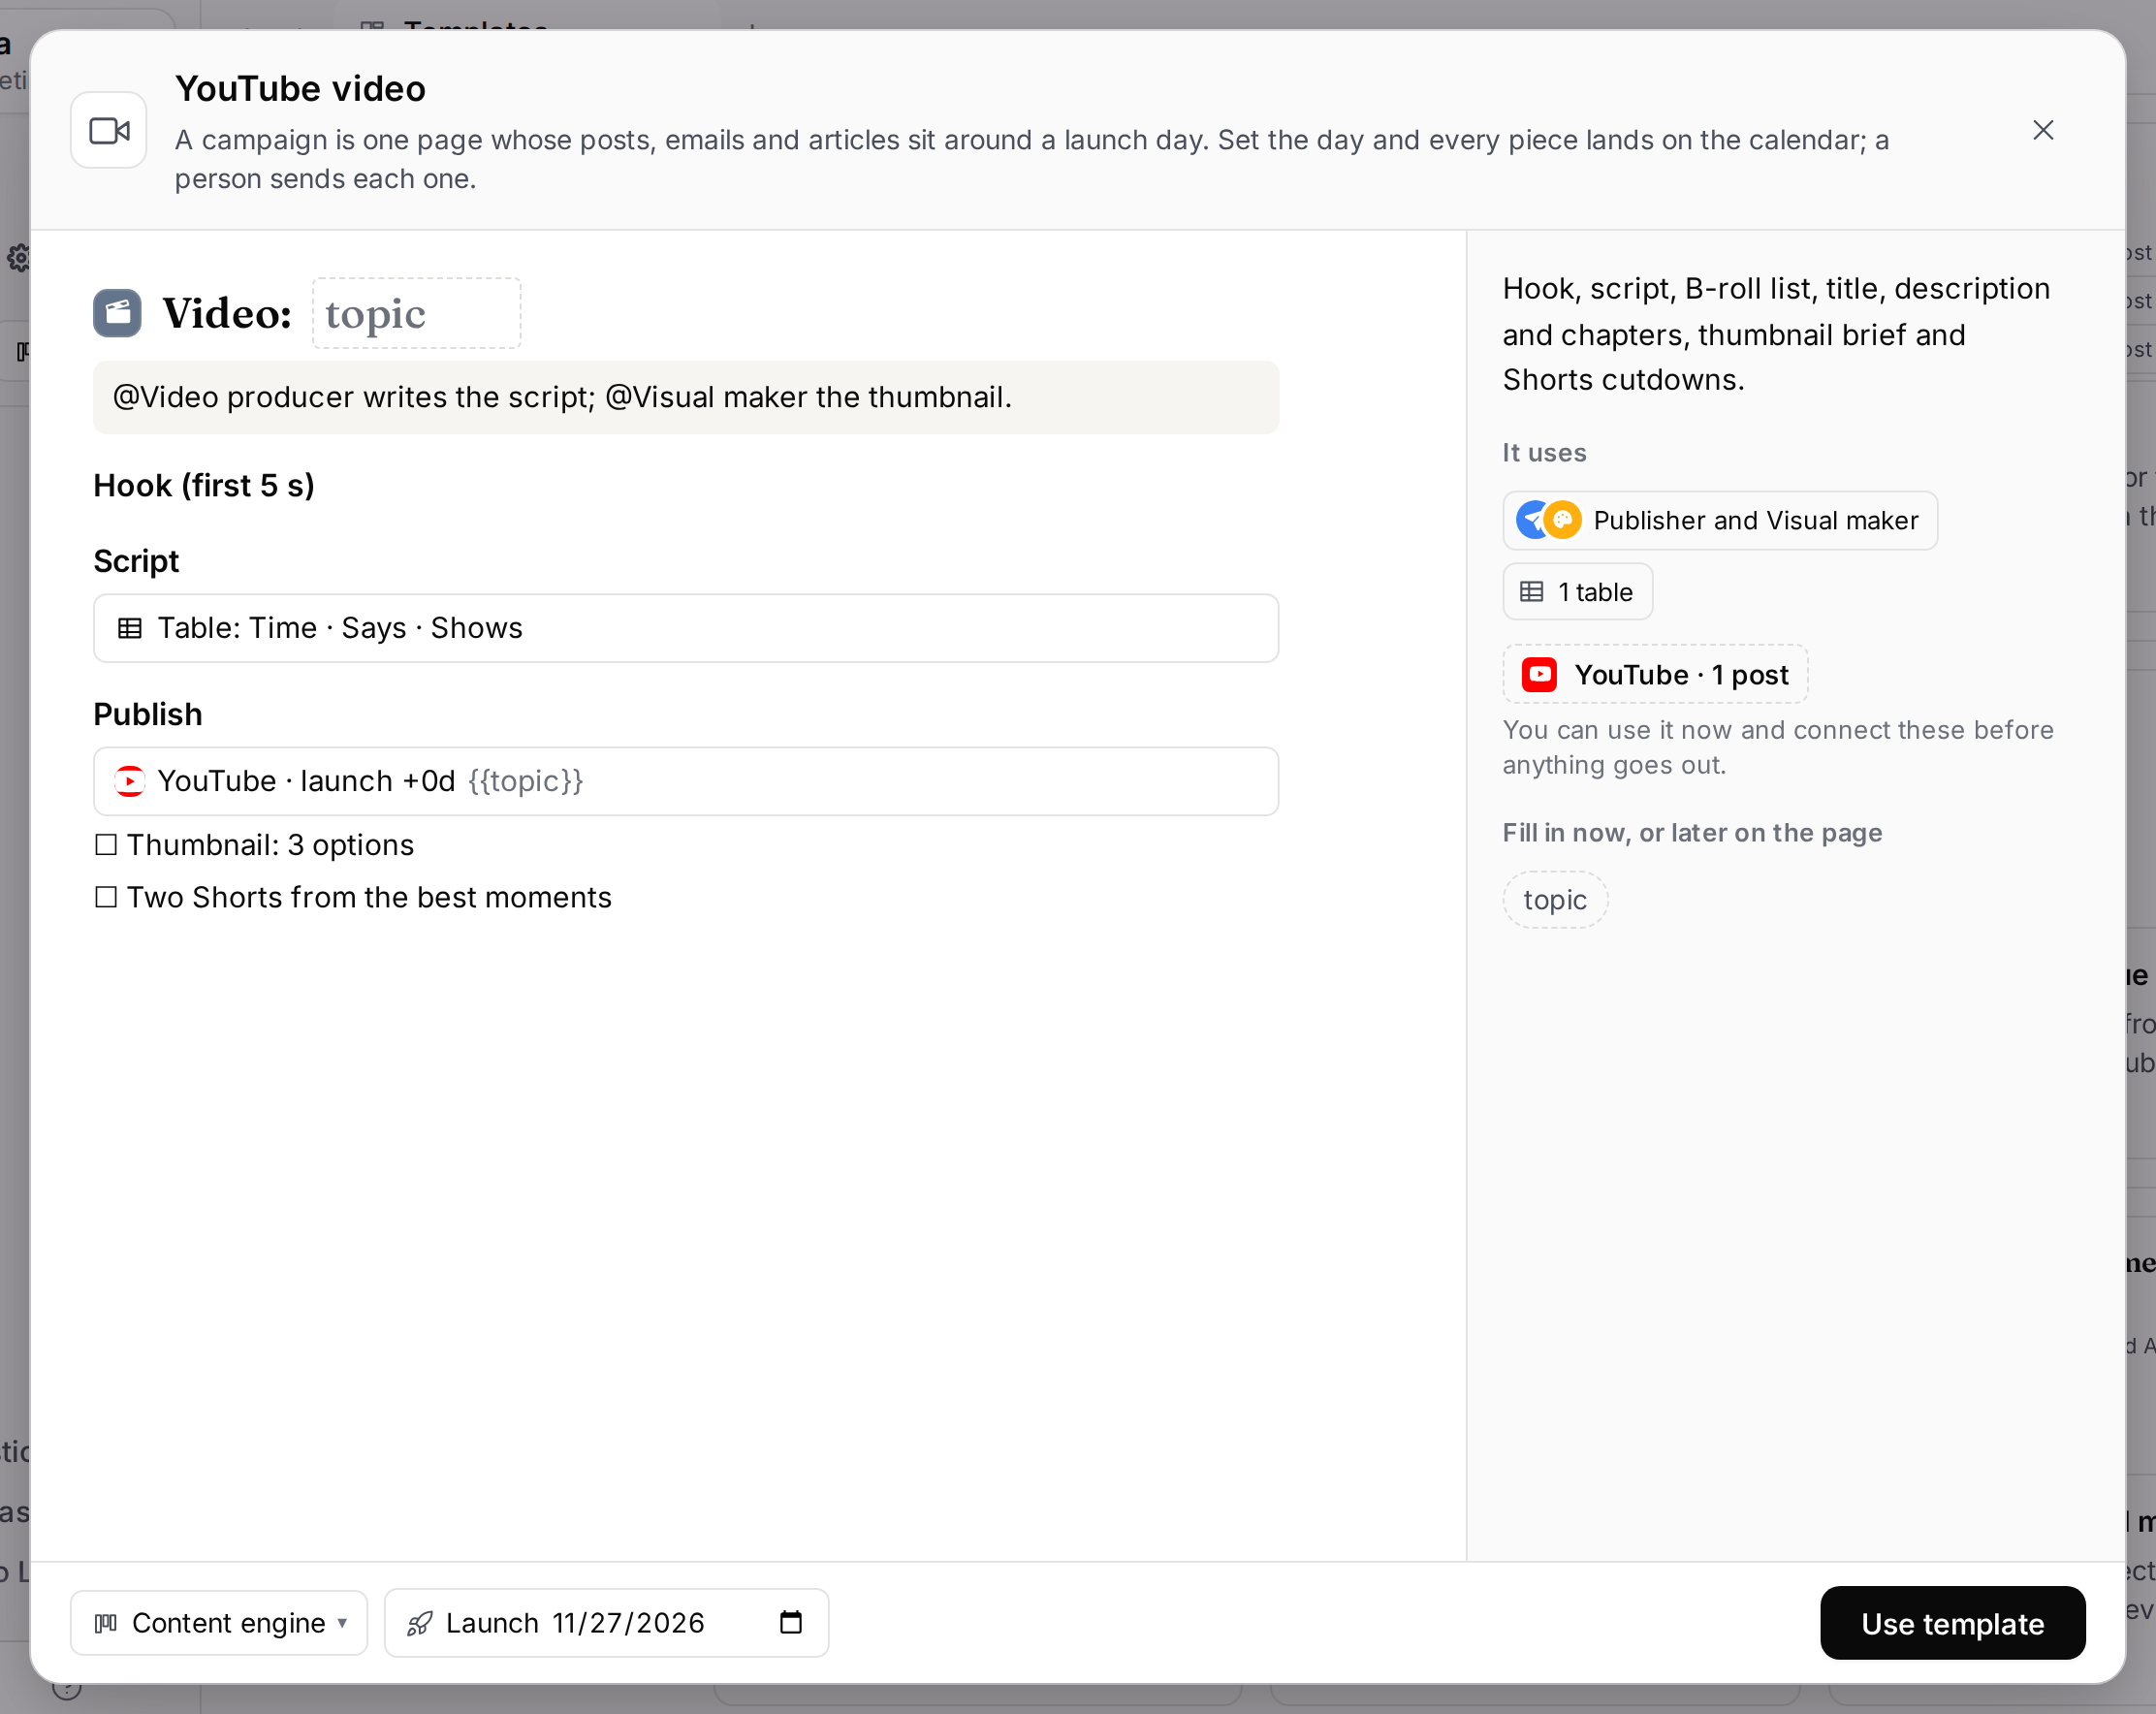 Templates
YouTube video
A campaign is one page whose posts, emails and articles sit around a launch day. Set the day and every piece lands on the calendar; a
person sends each one.
Video: topic
@Video producer writes the script; @Visual maker the thumbnail.
Hook (first 5 s)
Script
Table: Time · Says · Shows
Publish
YouTube · launch +0d {{topic}}
☐ Thumbnail: 3 options
☐ Two Shorts from the best moments
Hook, script, B-roll list, title, description
and chapters, thumbnail brief and
Shorts cutdowns.
It uses
Publisher and Visual maker
1 table
YouTube · 1 post
You can use it now and connect these before
anything goes out.
Fill in now, or later on the page
topic
Content engine ▾
Launch 11/27/2026
Use template